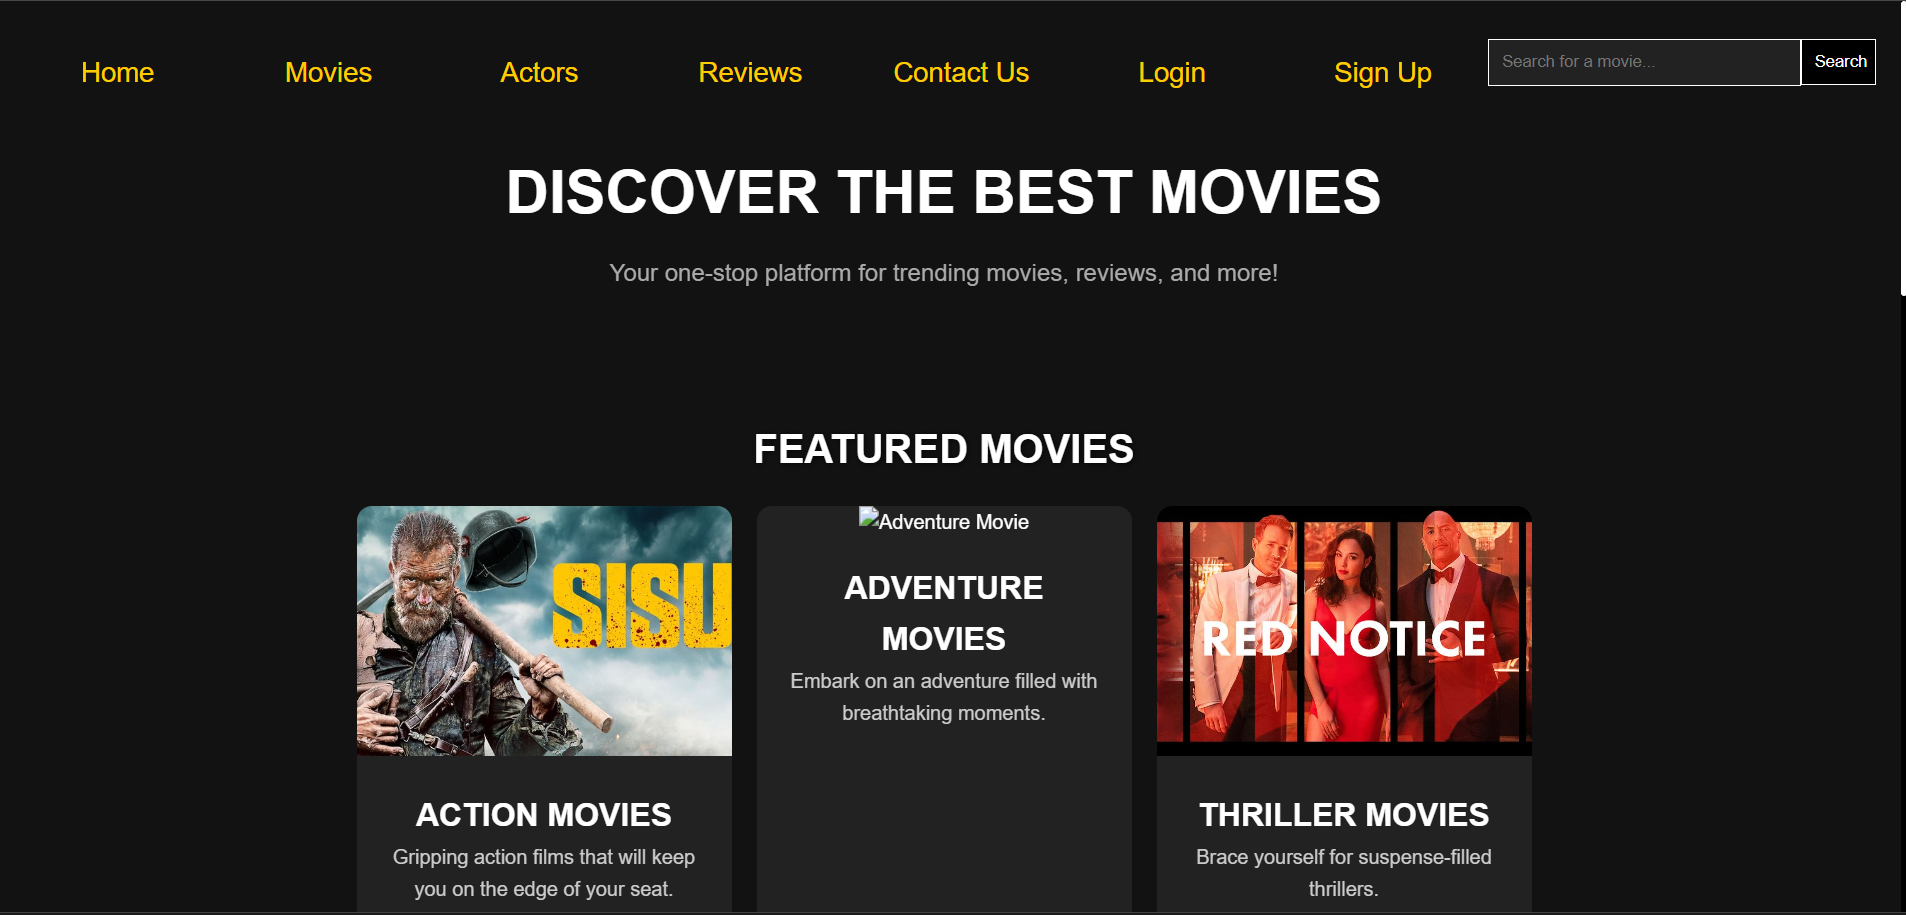 Home Movies Actors Reviews Contact Us Login Sign Up Search for a movie... Search
DISCOVER THE BEST MOVIES
Your one-stop platform for trending movies, reviews, and more!
FEATURED MOVIES
SISU
Adventure Movie
ADVENTURE
MOVIES
Embark on an adventure filled with
breathtaking moments.
RED NOTICE
ACTION MOVIES
Gripping action films that will keep
you on the edge of your seat.
THRILLER MOVIES
Brace yourself for suspense-filled
thrillers.